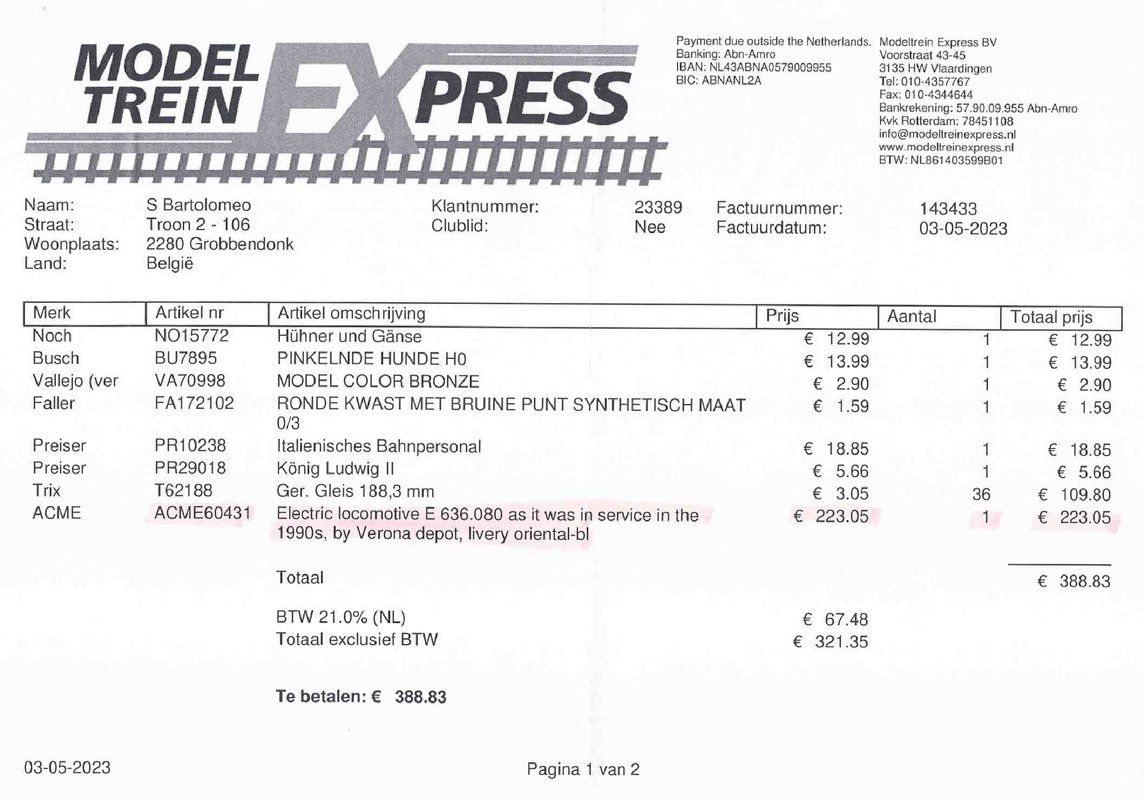 MODEL TREIN EXPRESS
Payment due outside the Netherlands.
Banking: Abn-Amro
IBAN: NL43ABNA0579009955
BIC: ABNANL2A
Modeltrein Express BV
Voorstraat 43-45
3135 HW Vlaardingen
Tel: 010-4357767
Fax: 010-4344644
Bankrekening: 57.90.09.955 Abn-Amro
Kvk Rotterdam: 78451108
info@modeltreinexpress.nl
www.modeltreinexpress.nl
BTW: NL861403599B01
Naam: S Bartolomeo Klantnummer: 23389 Factuurnummer: 143433
Straat: Troon 2 - 106 Clublid: Nee Factuurdatum: 03-05-2023
Woonplaats: 2280 Grobbendonk
Land: België
Merk Artikel nr Artikel omschrijving Prijs Aantal Totaal prijs
Noch NO15772 Hühner und Gänse € 12.99 1 € 12.99
Busch BU7895 PINKELNDE HUNDE H0 € 13.99 1 € 13.99
Vallejo (ver VA70998 MODEL COLOR BRONZE € 2.90 1 € 2.90
Faller FA172102 RONDE KWAST MET BRUINE PUNT SYNTHETISCH MAAT € 1.59 1 € 1.59
0/3
Preiser PR10238 Italienisches Bahnpersonal € 18.85 1 € 18.85
Preiser PR29018 König Ludwig II € 5.66 1 € 5.66
Trix T62188 Ger. Gleis 188,3 mm € 3.05 36 € 109.80
ACME ACME60431 Electric locomotive E 636.080 as it was in service in the € 223.05 1 € 223.05
1990s, by Verona depot, livery oriental-bl
Totaal € 388.83
BTW 21.0% (NL) € 67.48
Totaal exclusief BTW € 321.35
Te betalen: € 388.83
03-05-2023 Pagina 1 van 2